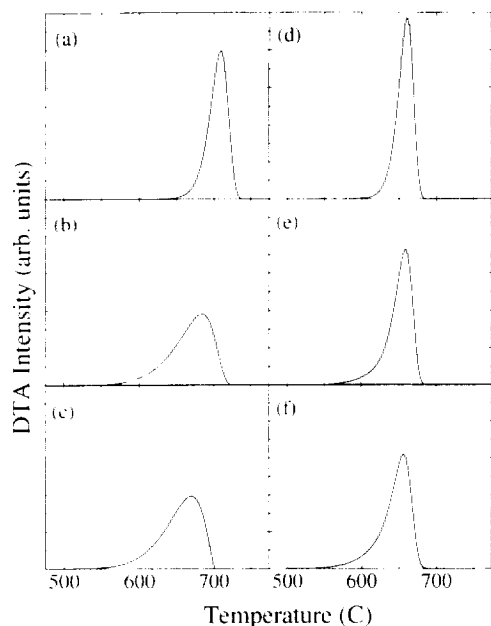 (a)
(d)
(b)
(e)
(c)
(f)
DTA Intensity (arb. units)
500 600 700 500 600 700
Temperature (C)